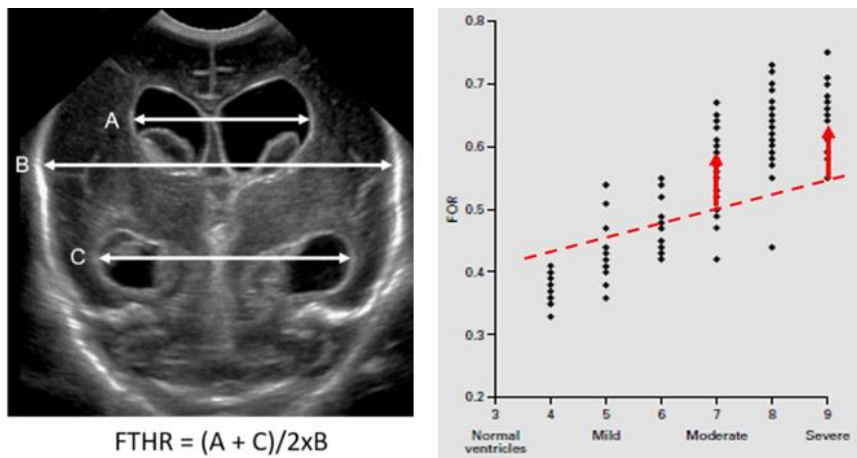 A
B
C
FTHR = (A + C)/2xB
0.8
0.7
0.6
FOR
0.5
0.4
0.3
0.2
3 4 5 6 7 8 9
Normal Mild Moderate Severe
ventricles